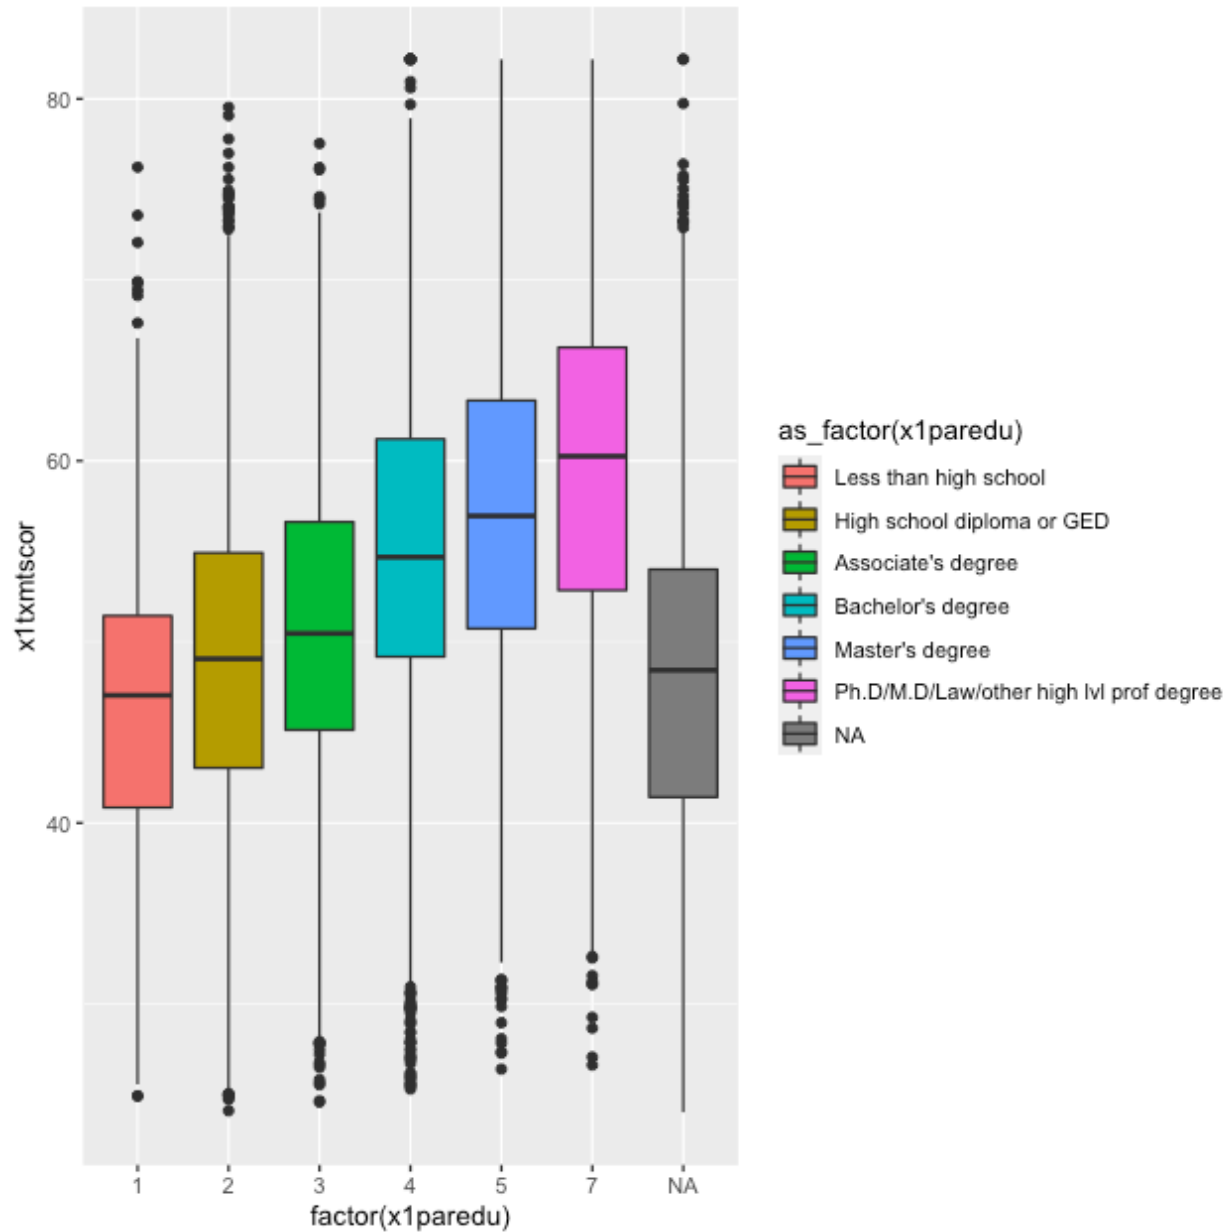 80
60
40
x1txmtscor
1 2 3 4 5 7 NA
factor(x1paredu)
as_factor(x1paredu)
Less than high school
High school diploma or GED
Associate's degree
Bachelor's degree
Master's degree
Ph.D/M.D/Law/other high lvl prof degree
NA